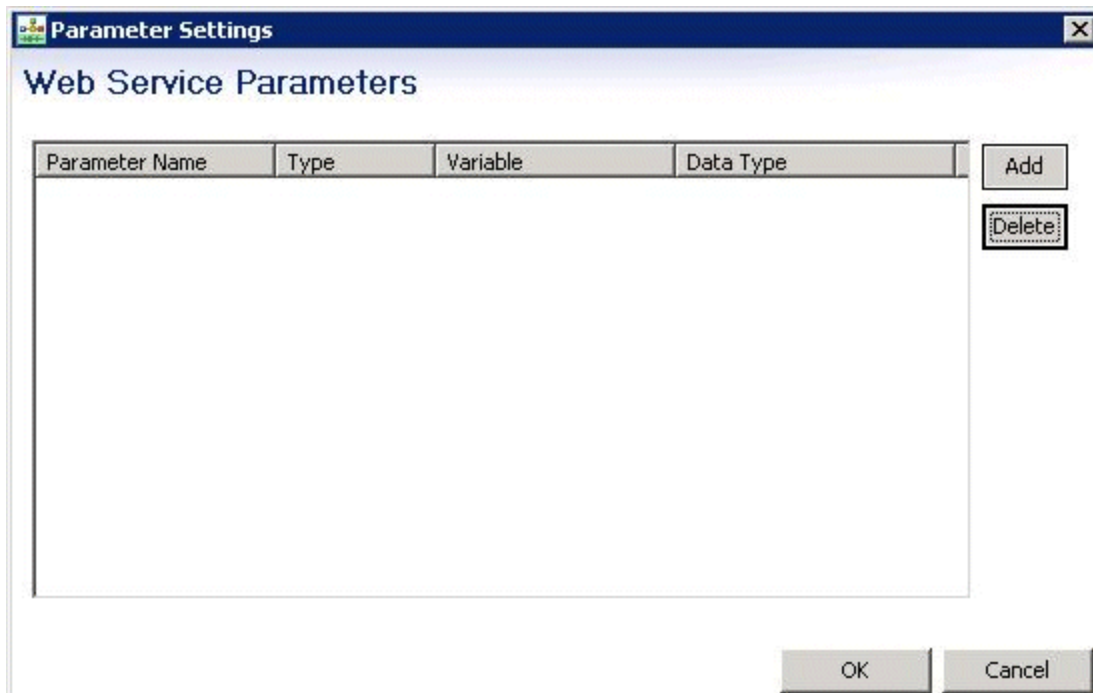 Parameter Settings
Web Service Parameters
Parameter Name Type Variable Data Type
Add
Delete
OK Cancel